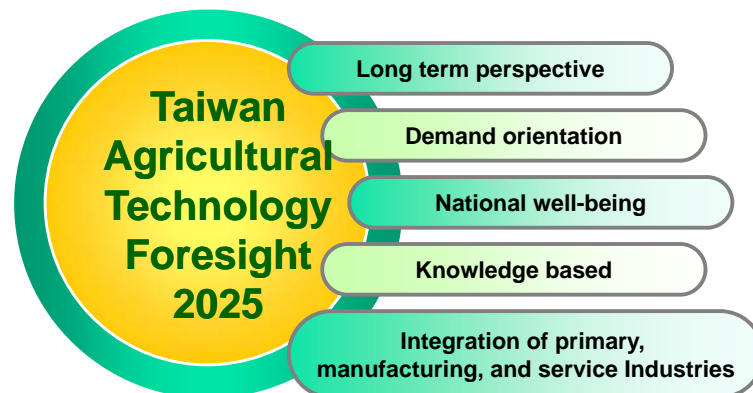 Taiwan
Agricultural
Technology
Foresight
2025
Long term perspective
Demand orientation
National well-being
Knowledge based
Integration of primary,
manufacturing, and service Industries